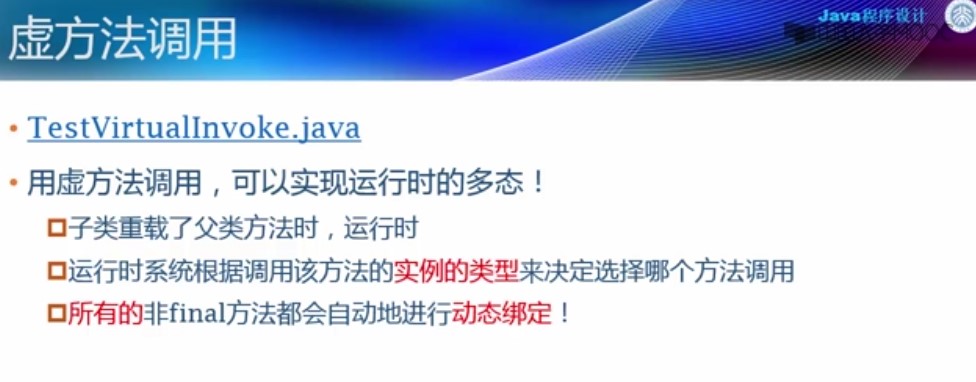 Java程序设计
虚方法调用
TestVirtualInvoke.java
用虚方法调用，可以实现运行时的多态！
子类重载了父类方法时，运行时
运行时系统根据调用该方法的实例的类型来决定选择哪个方法调用
所有的非final方法都会自动地进行动态绑定！